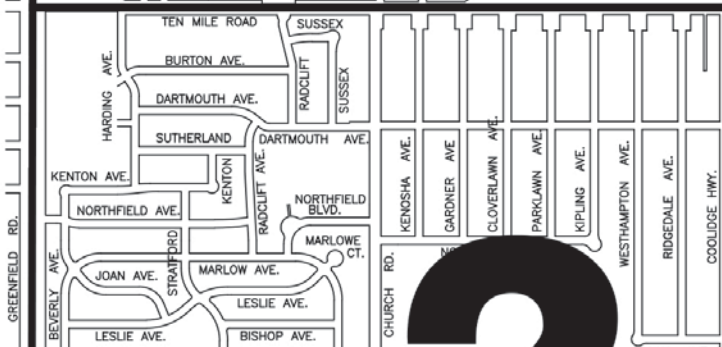 TEN MILE ROAD
SUSSEX
BURTON AVE.
HARDING AVE.
RADCLIFT
SUSSEX
DARTMOUTH AVE.
SUTHERLAND
DARTMOUTH AVE.
KENOSHA AVE.
GARDNER AVE
CLOVERLAWN AVE.
PARKLAWN AVE.
KIPLING AVE.
WESTHAMPTON AVE.
RIDGEDALE AVE.
COOLIDGE HWY.
KENTON AVE.
KENTON
RADCLIFT AVE.
NORTHFIELD
BLVD.
NORTHFIELD AVE.
GREENFIELD RD.
STRATFORD
MARLOWE
CT.
BEVERLY AVE.
JOAN AVE.
MARLOW AVE.
CHURCH RD.
NO
LESLIE AVE.
LESLIE AVE.
BISHOP AVE.